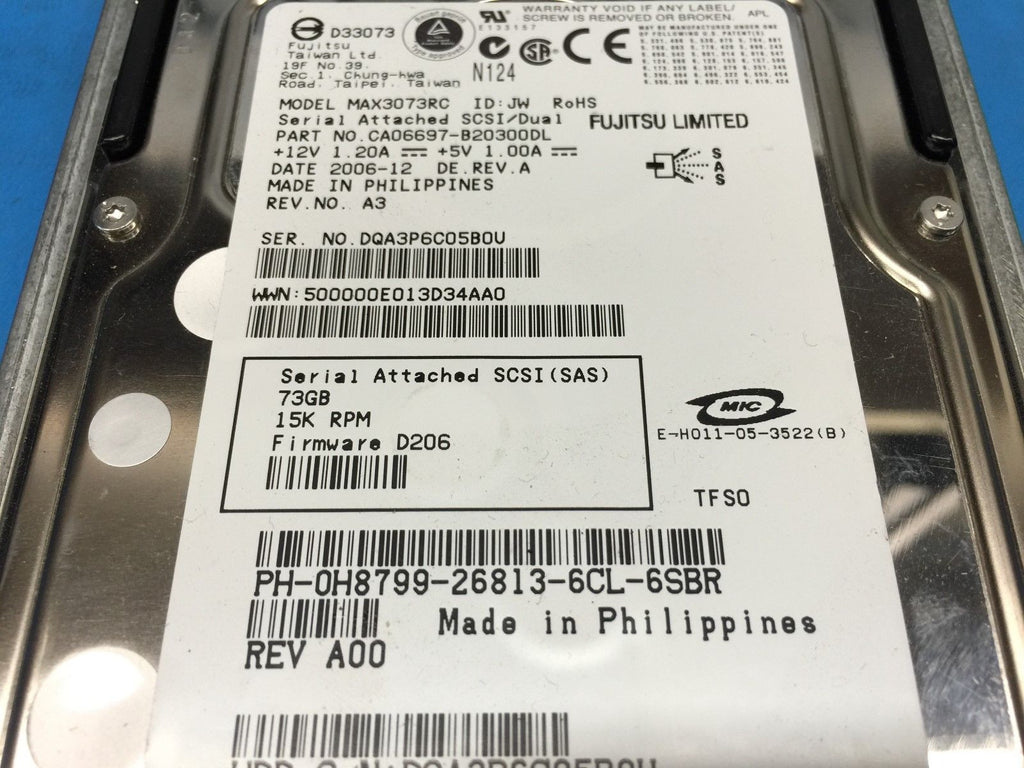 D33073
Fujitsu
Taiwan Ltd.
19F No.39.
Sec.1. Chung-hwa
Road. Taipei. Taiwan
N124
WARRANTY VOID IF ANY LABEL/
SCREW IS REMOVED OR BROKEN. APL
MODEL MAX3073RC ID:JW RoHS
Serial Attached SCSI/Dual
FUJITSU LIMITED
PART NO.CA06697-B20300DL
+12V 1.20A +5V 1.00A
DATE 2006-12 DE.REV.A
MADE IN PHILIPPINES
REV.NO. A3
SAS
SER. NO.DQA3P6C05B0U
WWN:500000E013D34AA0
Serial Attached SCSI(SAS)
73GB
15K RPM
Firmware D206
MIC
E-H011-05-3522(B)
TFSO
PH-0H8799-26813-6CL-6SBR
Made in Philippines
REV A00